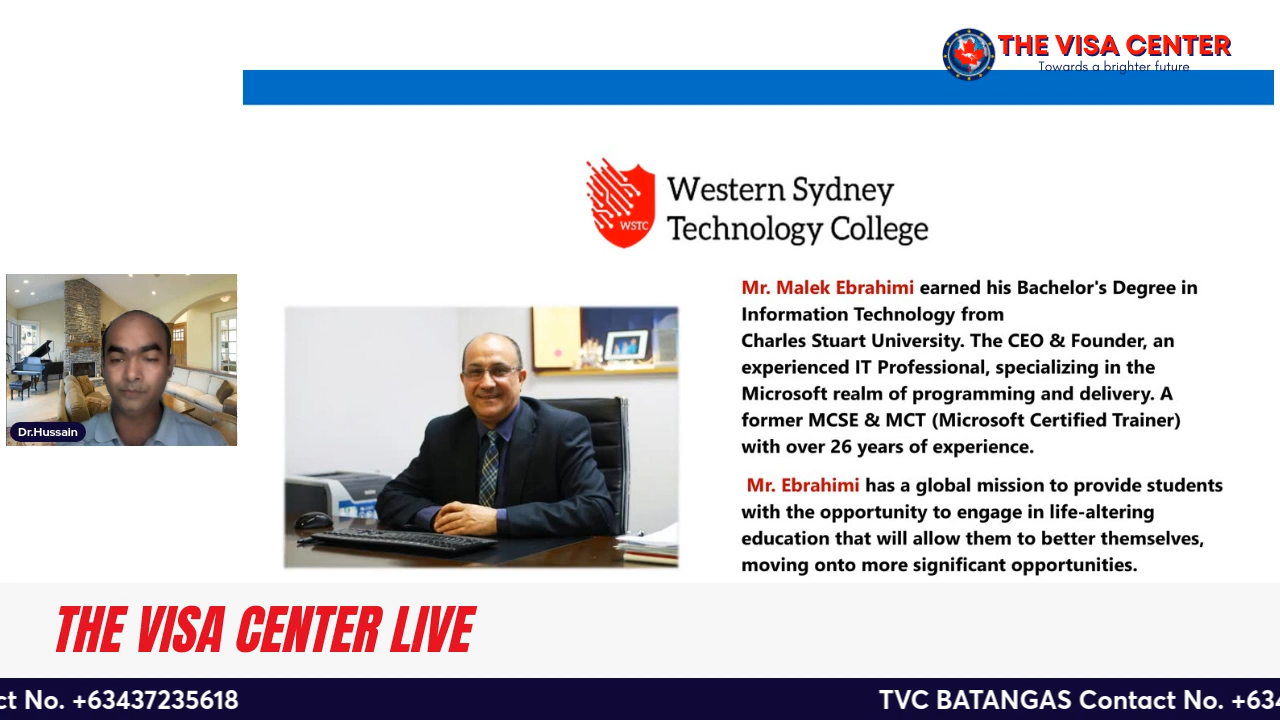 THE VISA CENTER
Towards a brighter future
WSTC
Western Sydney
Technology College
Mr. Malek Ebrahimi earned his Bachelor's Degree in
Information Technology from
Charles Stuart University. The CEO & Founder, an
experienced IT Professional, specializing in the
Microsoft realm of programming and delivery. A
former MCSE & MCT (Microsoft Certified Trainer)
with over 26 years of experience.
Mr. Ebrahimi has a global mission to provide students
with the opportunity to engage in life-altering
education that will allow them to better themselves,
moving onto more significant opportunities.
Dr.Hussain
THE VISA CENTER LIVE
ct No. +63437235618
TVC BATANGAS Contact No. +634